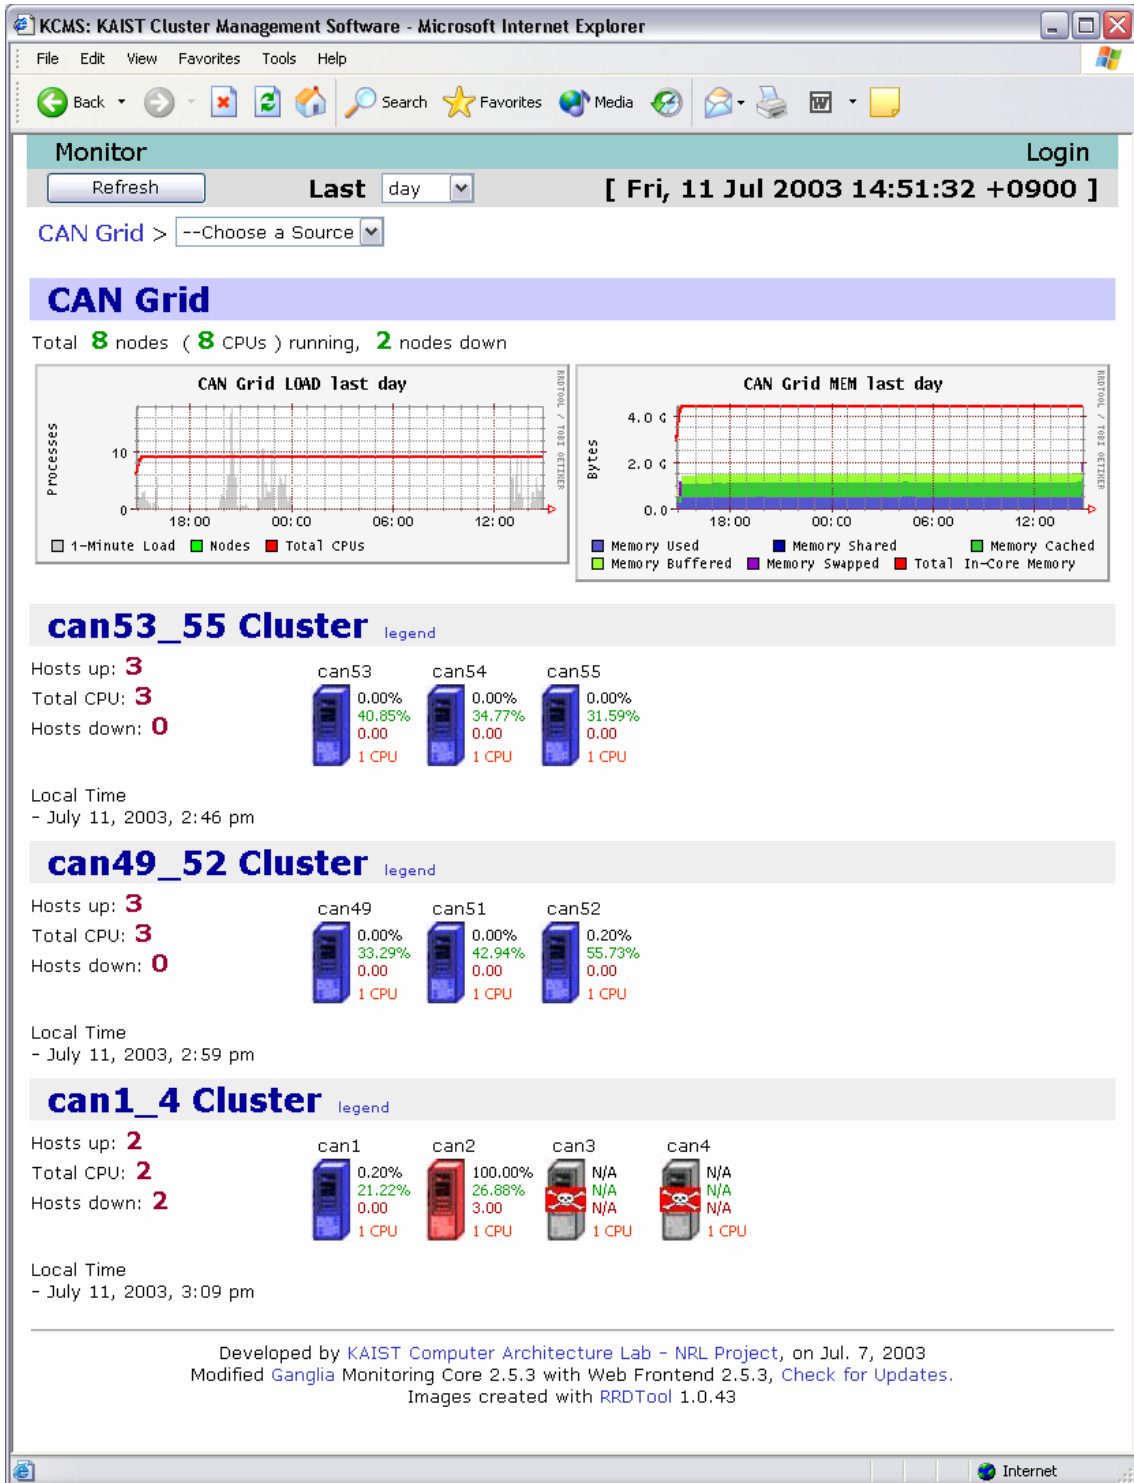 KCMS: KAIST Cluster Management Software - Microsoft Internet Explorer
File Edit View Favorites Tools Help
Back Search Favorites Media
Monitor Login
Refresh Last day [ Fri, 11 Jul 2003 14:51:32 +0900 ]
CAN Grid > --Choose a Source
CAN Grid
Total 8 nodes ( 8 CPUs ) running, 2 nodes down
CAN Grid LOAD last day
Processes
10
0
18:00 00:00 06:00 12:00
1-Minute Load Nodes Total CPUs
RRDTOOL / TOBI OETIKER
CAN Grid MEM last day
Bytes
4.0 G
2.0 G
0.0
18:00 00:00 06:00 12:00
Memory Used Memory Shared Memory Cached
Memory Buffered Memory Swapped Total In-Core Memory
RRDTOOL / TOBI OETIKER
can53_55 Cluster legend
Hosts up: 3
Total CPU: 3
Hosts down: 0
can53 can54 can55
0.00% 0.00% 0.00%
40.85% 34.77% 31.59%
0.00 0.00 0.00
1 CPU 1 CPU 1 CPU
Local Time
- July 11, 2003, 2:46 pm
can49_52 Cluster legend
Hosts up: 3
Total CPU: 3
Hosts down: 0
can49 can51 can52
0.00% 0.00% 0.20%
33.29% 42.94% 55.73%
0.00 0.00 0.00
1 CPU 1 CPU 1 CPU
Local Time
- July 11, 2003, 2:59 pm
can1_4 Cluster legend
Hosts up: 2
Total CPU: 2
Hosts down: 2
can1 can2 can3 can4
0.20% 100.00% N/A N/A
21.22% 26.88% N/A N/A
0.00 3.00 N/A N/A
1 CPU 1 CPU 1 CPU 1 CPU
Local Time
- July 11, 2003, 3:09 pm
Developed by KAIST Computer Architecture Lab - NRL Project, on Jul. 7, 2003
Modified Ganglia Monitoring Core 2.5.3 with Web Frontend 2.5.3, Check for Updates.
Images created with RRDTool 1.0.43
Internet